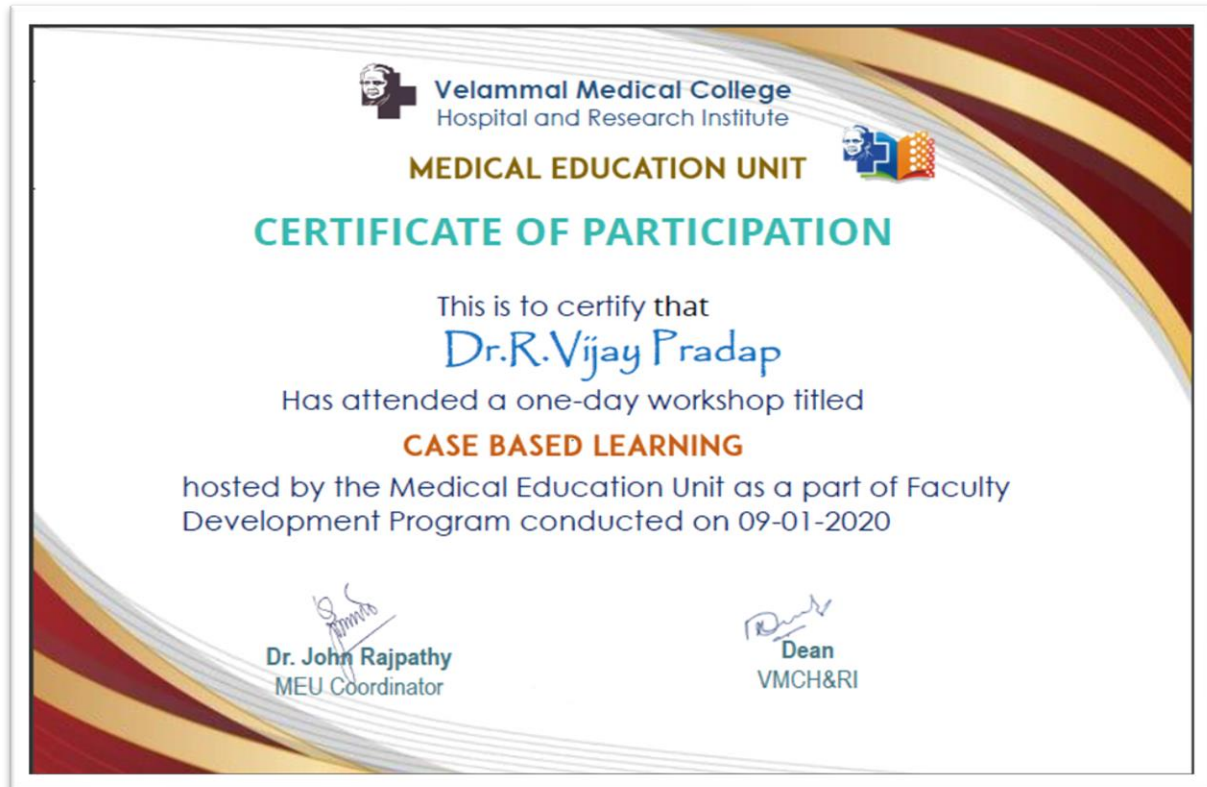 Velammal Medical College
Hospital and Research Institute
MEDICAL EDUCATION UNIT
CERTIFICATE OF PARTICIPATION
This is to certify that
Dr.R.Vijay Pradap
Has attended a one-day workshop titled
CASE BASED LEARNING
hosted by the Medical Education Unit as a part of Faculty
Development Program conducted on 09-01-2020
Dr. John Rajpathy
MEU Coordinator
Dean
VMCH&RI